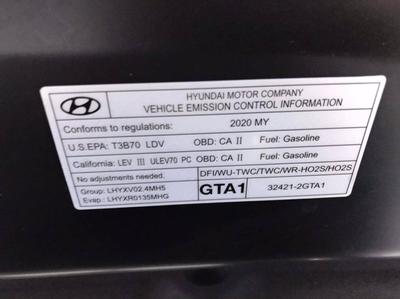 HYUNDAI MOTOR COMPANY
VEHICLE EMISSION CONTROL INFORMATION
Conforms to regulations: 2020 MY
U.S.EPA: T3B70 LDV OBD: CA II Fuel: Gasoline
California: LEV III ULEV70 PC OBD: CA II Fuel: Gasoline
No adjustments needed. DFI/WU-TWC/TWC/WR-HO2S/HO2S
Group: LHYXV02.4MH5 GTA1 32421-2GTA1
Evap: LHYXR0135MHG